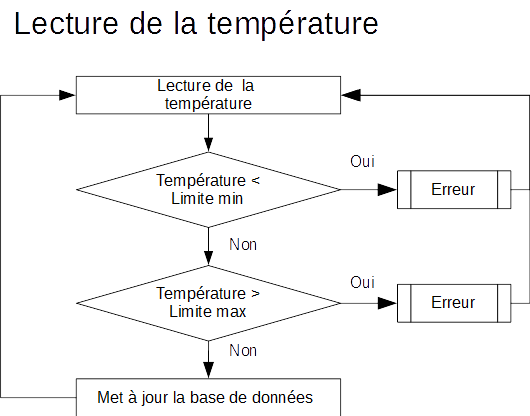 Lecture de la température
Lecture de la
température
Température <
Limite min
Oui
Erreur
Non
Température >
Limite max
Oui
Erreur
Non
Met à jour la base de données